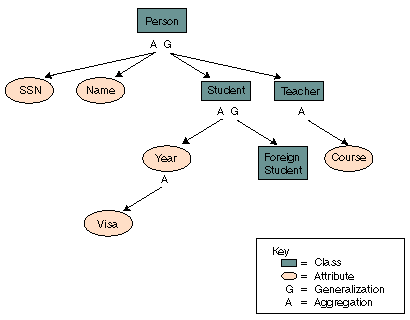 Person
A G
SSN
Name
Student
Teacher
A G
A
Year
Foreign
Student
Course
A
Visa
Key
= Class
= Attribute
G = Generalization
A = Aggregation